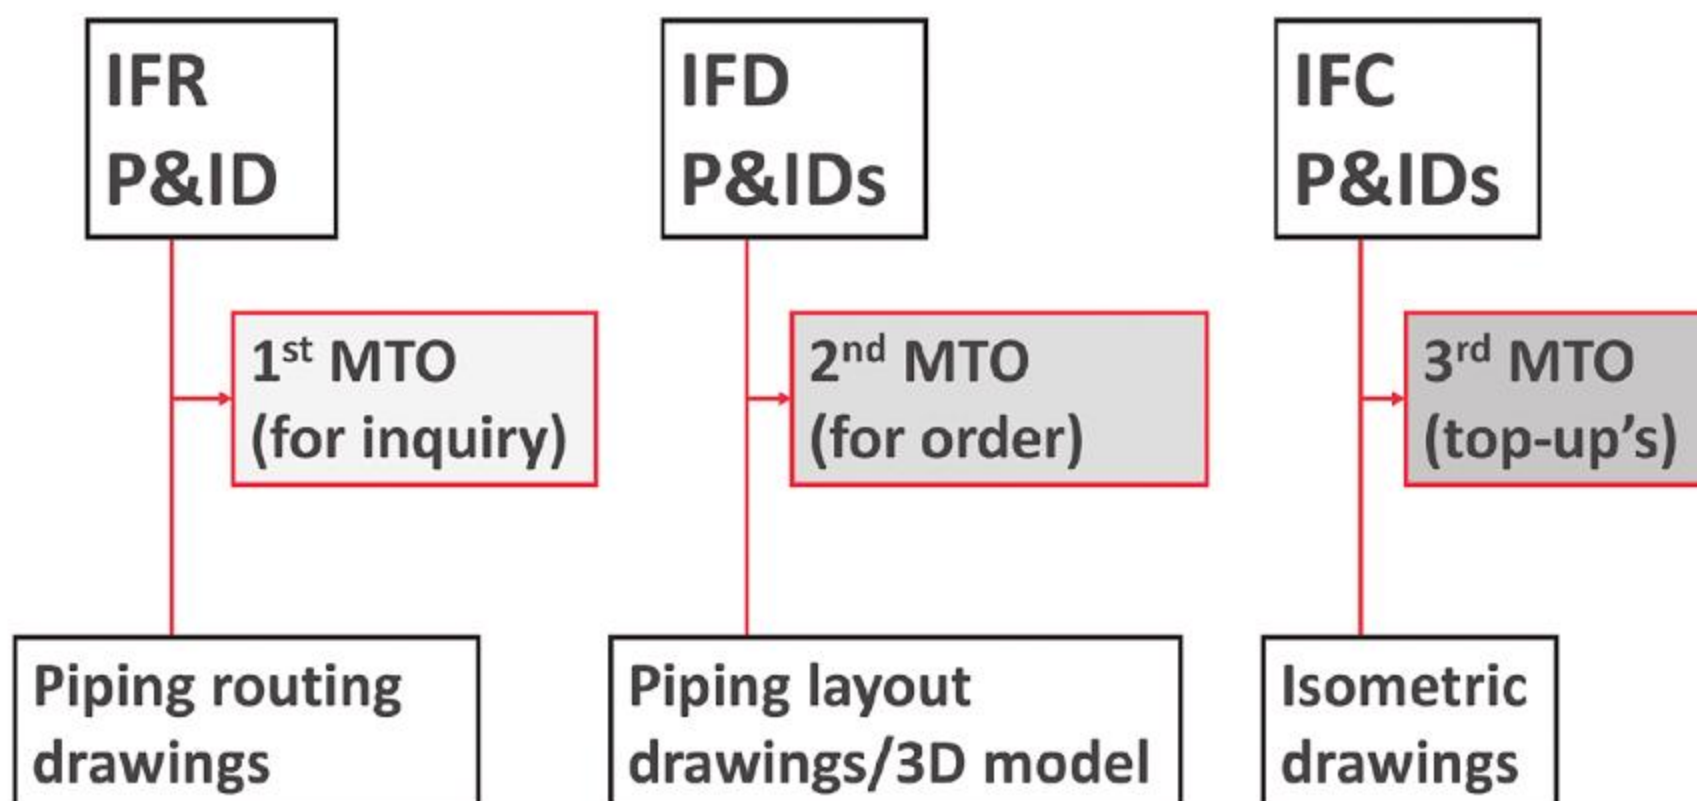 IFR
P&ID
IFD
P&IDs
IFC
P&IDs
1st MTO
(for inquiry)
2nd MTO
(for order)
3rd MTO
(top-up’s)
Piping routing
drawings
Piping layout
drawings/3D model
Isometric
drawings